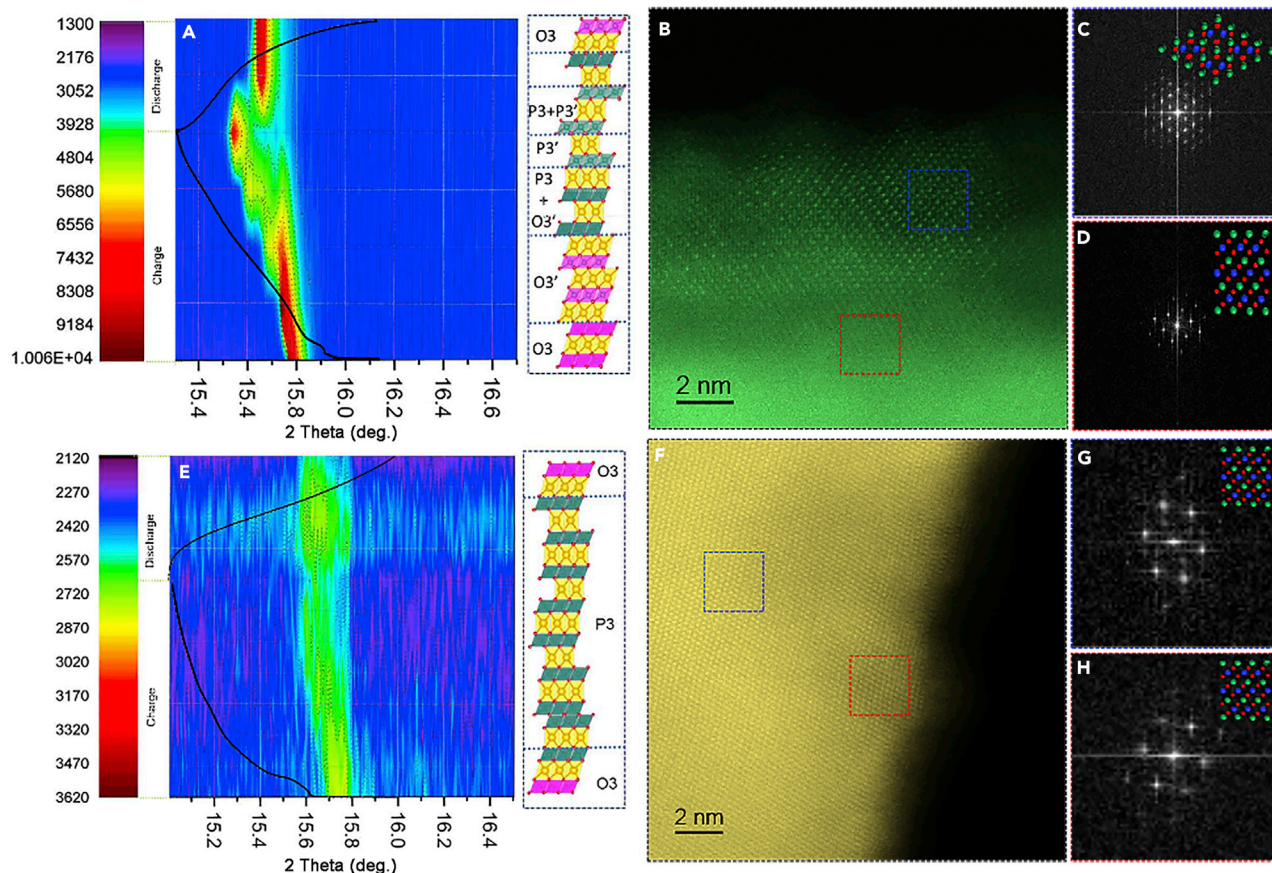 A
1300
2176
3052
3928
4804
5680
6556
7432
8308
9184
1.006E+04
Discharge
Charge
15.4
15.4
15.8
16.0
16.2
16.4
16.6
2 Theta (deg.)
O3
P3+P3'
P3'
P3
+
O3'
O3'
O3
B
2 nm
C
D
E
2120
2270
2420
2570
2720
2870
3020
3170
3320
3470
3620
Discharge
Charge
15.2
15.4
15.6
15.8
16.0
16.2
16.4
2 Theta (deg.)
O3
P3
O3
F
2 nm
G
H